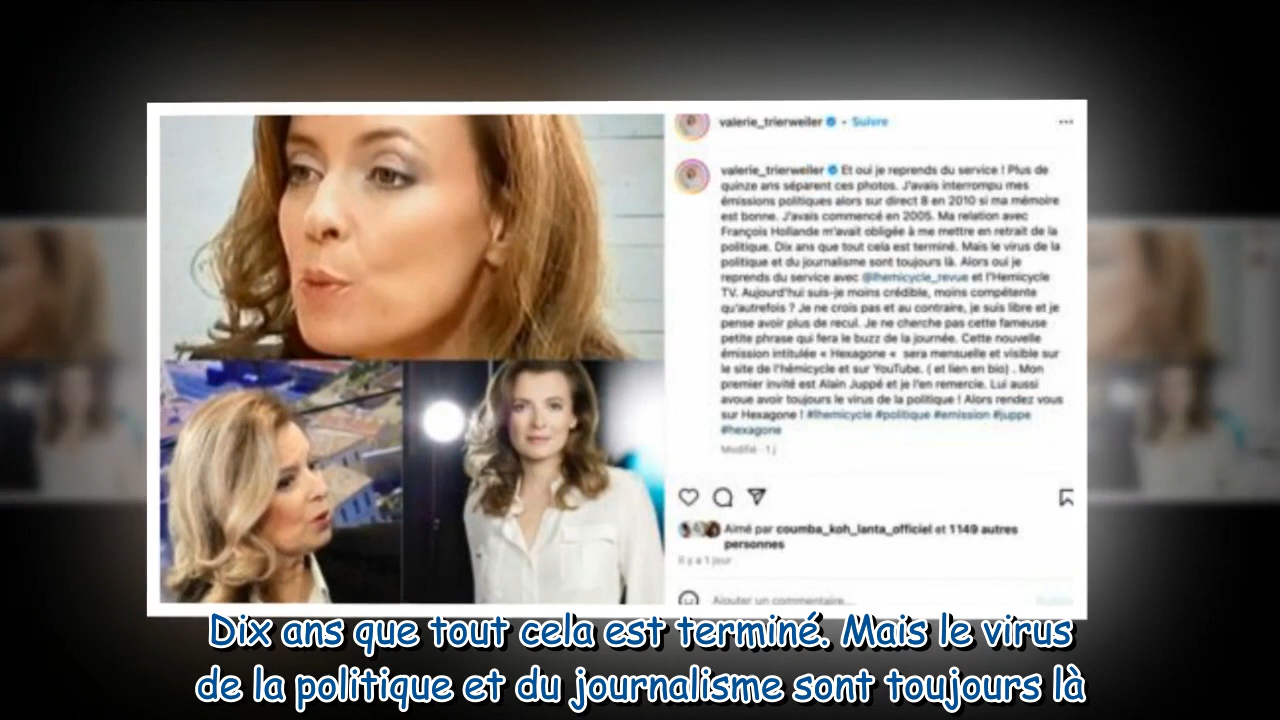 valerie_trierweiler • Suivre
valerie_trierweiler Et oui je reprends du service ! Plus de
quinze ans séparent ces photos. J'avais interrompu mes
émissions politiques alors sur direct 8 en 2010 si ma mémoire
est bonne. J'avais commencé en 2005. Ma relation avec
François Hollande m'avait obligée à me mettre en retrait de la
politique. Dix ans que tout cela est terminé. Mais le virus de la
politique et du journalisme sont toujours là. Alors oui je
reprends du service avec @lhemicycle_revue et l'Hemicycle
TV. Aujourd'hui suis-je moins crédible, moins compétente
qu'autrefois ? Je ne crois pas et au contraire, je suis libre et je
pense avoir plus de recul. Je ne cherche pas cette fameuse
petite phrase qui fera le buzz de la journée. Cette nouvelle
émission intitulée « Hexagone « sera mensuelle et visible sur
le site de l'hémicycle et sur YouTube. ( et lien en bio) . Mon
premier invité est Alain Juppé et je l'en remercie. Lui aussi
avoue avoir toujours le virus de la politique ! Alors rendez vous
sur Hexagone ! #lhemicycle #politique #emission #juppe
#hexagone
Modifié · 1 j
Aimé par coumba_koh_lanta_officiel et 1 149 autres
personnes
Il y a 1 jour
Ajouter un commentaire...
Dix ans que tout cela est terminé. Mais le virus
de la politique et du journalisme sont toujours là